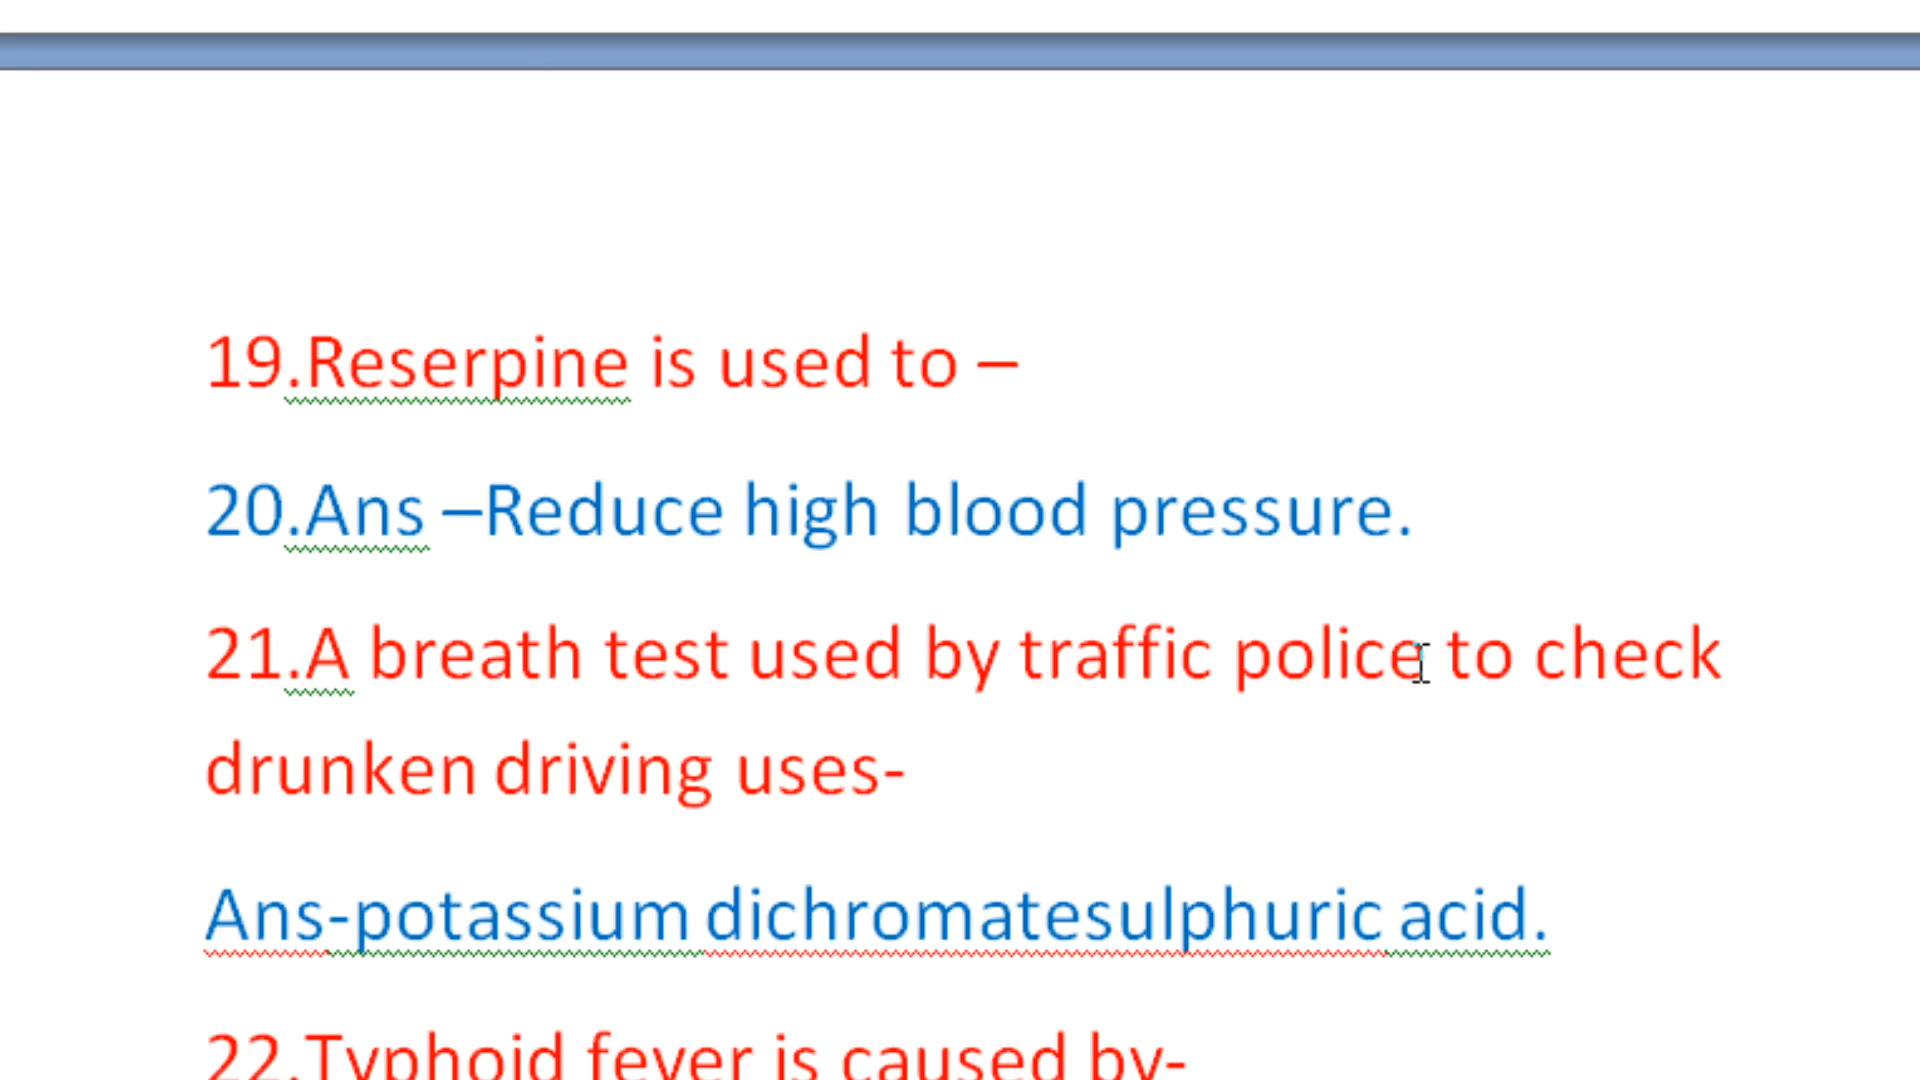 19.Reserpine is used to –
20.Ans –Reduce high blood pressure.
21.A breath test used by traffic police to check
drunken driving uses-
Ans-potassium dichromatesulphuric acid.
22.Typhoid fever is caused by-